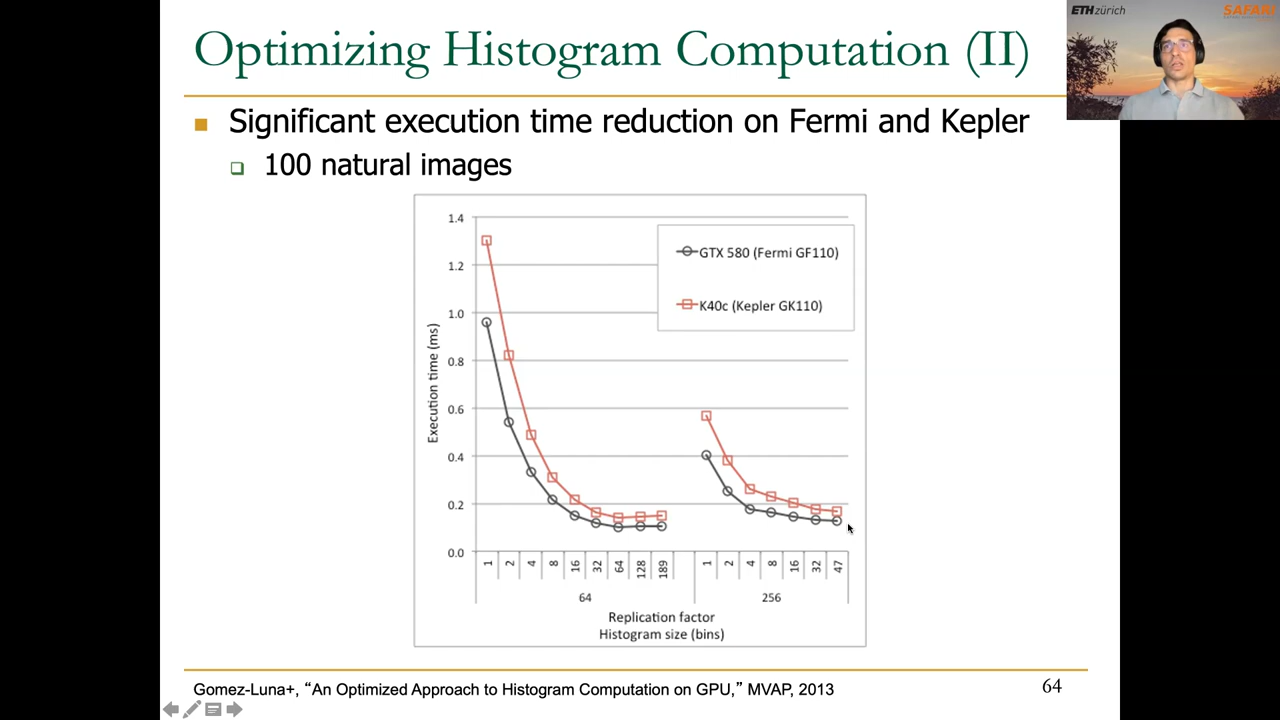 Optimizing Histogram Computation (II)
ETH zürich
SAFARI
Significant execution time reduction on Fermi and Kepler
100 natural images
1.4
1.2
1.0
0.8
0.6
0.4
0.2
0.0
Execution time (ms)
GTX 580 (Fermi GF110)
K40c (Kepler GK110)
1 2 4 8 16 32 64 128 189
1 2 4 8 16 32 47
64
256
Replication factor
Histogram size (bins)
Gomez-Luna+, “An Optimized Approach to Histogram Computation on GPU,” MVAP, 2013
64